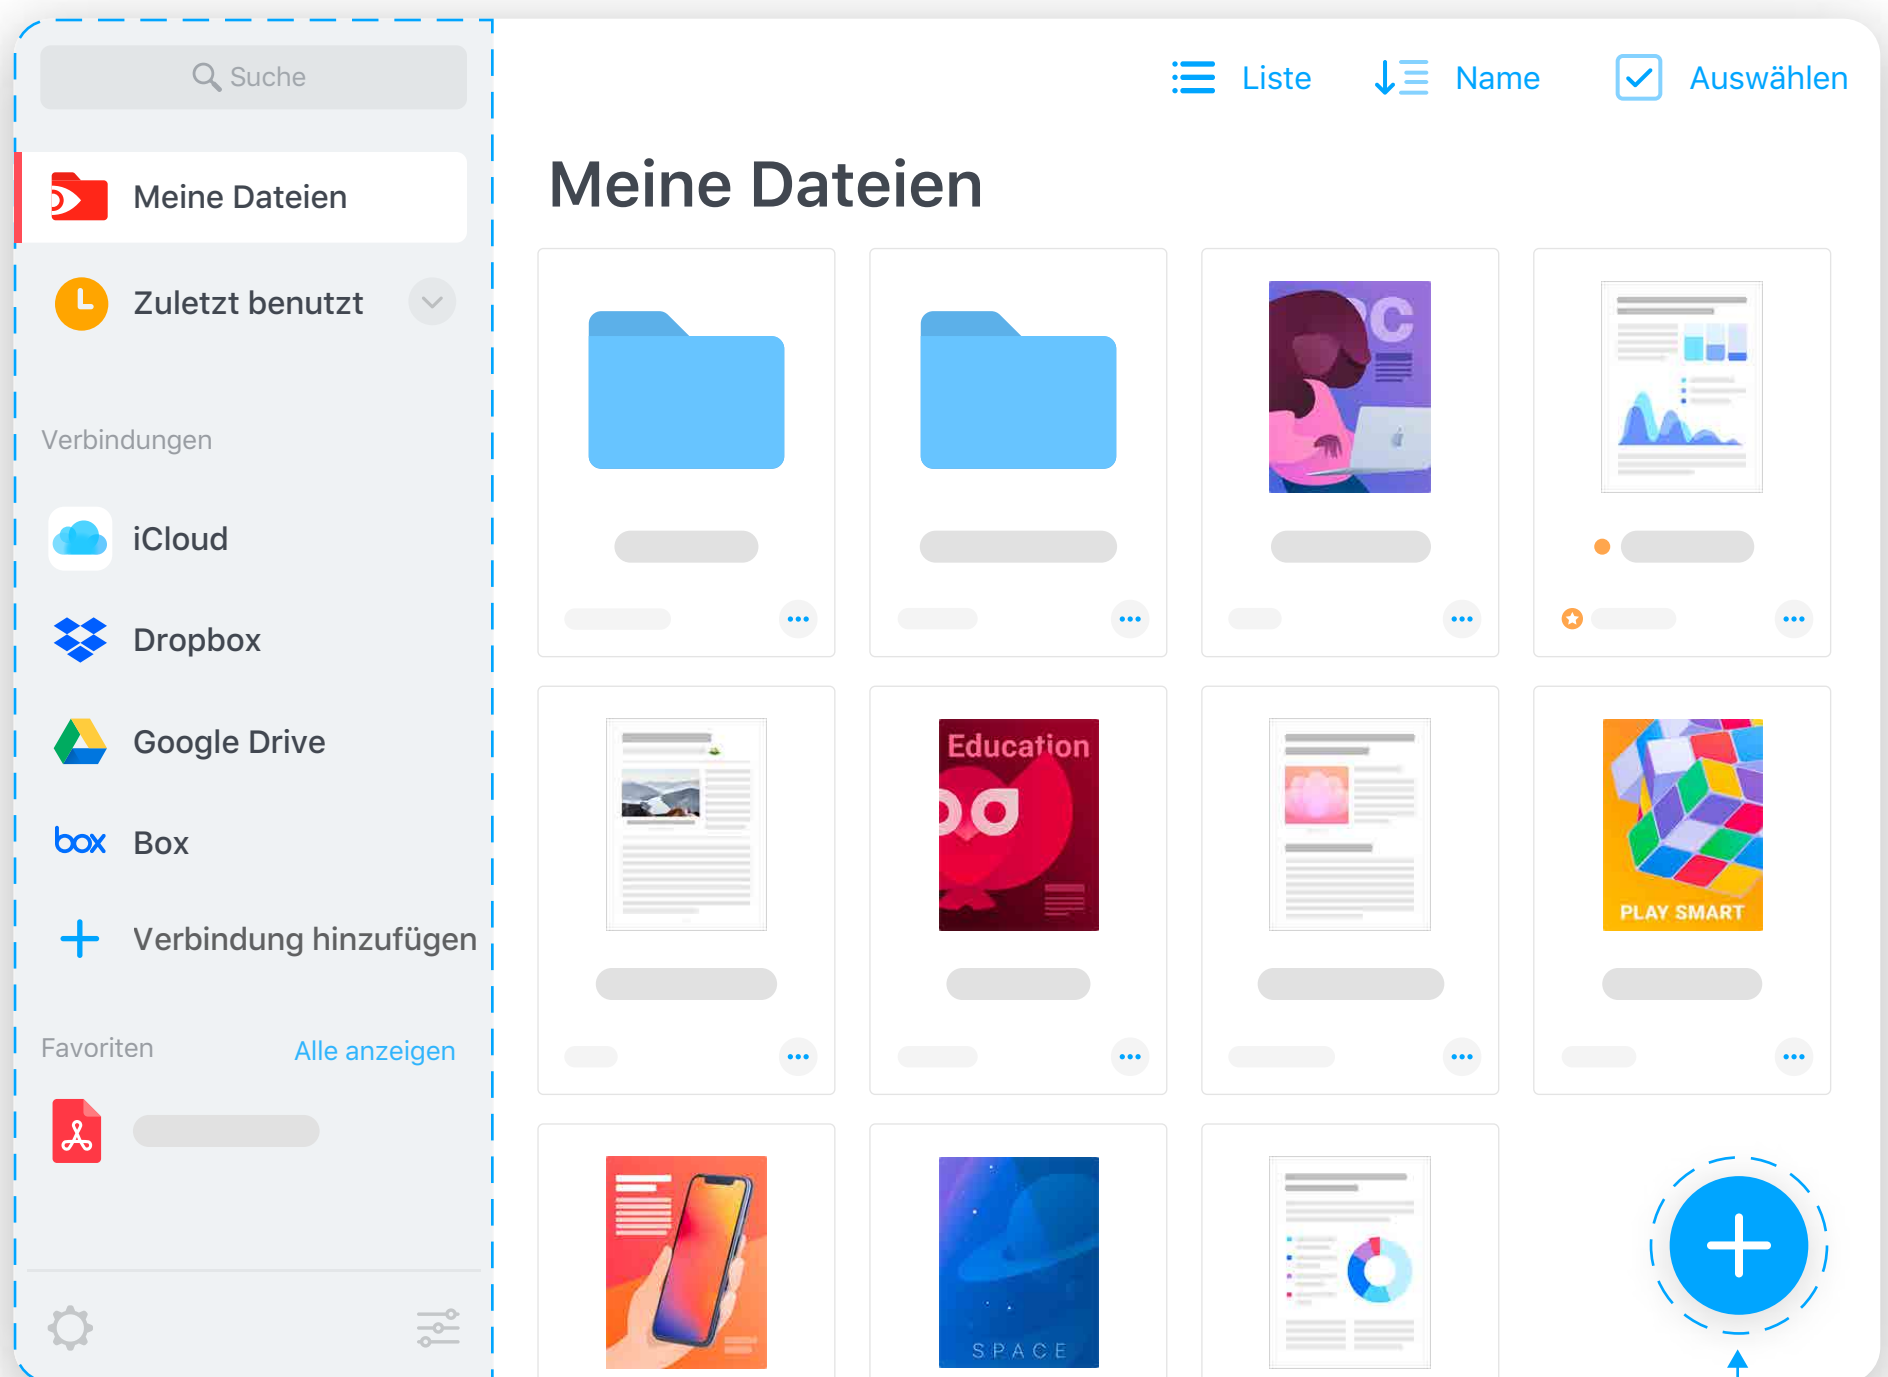 Suche
Liste
Name
Auswählen
Meine Dateien
Zuletzt benutzt
Verbindungen
iCloud
Dropbox
Google Drive
box
Box
Verbindung hinzufügen
Favoriten
Alle anzeigen
Meine Dateien
Education
PLAY SMART
SPACE